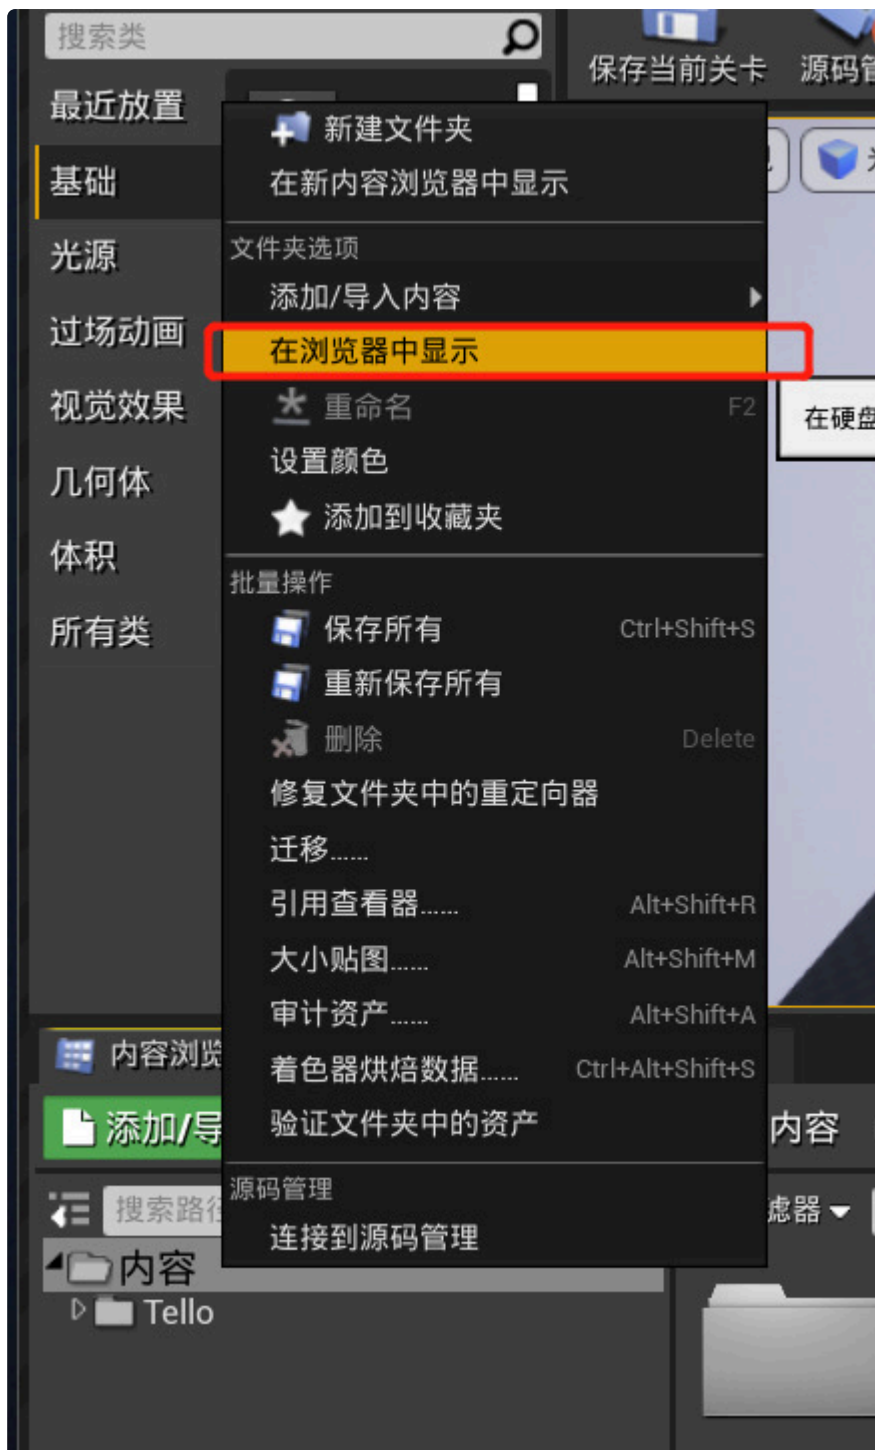 搜索类
保存当前关卡
源码管
最近放置
基础
光源
过场动画
视觉效果
几何体
体积
所有类
新建文件夹
在新内容浏览器中显示
文件夹选项
添加/导入内容
在浏览器中显示
重命名 F2
设置颜色
添加到收藏夹
批量操作
保存所有 Ctrl+Shift+S
重新保存所有
删除 Delete
修复文件夹中的重定向器
迁移......
引用查看器...... Alt+Shift+R
大小贴图...... Alt+Shift+M
审计资产...... Alt+Shift+A
着色器烘焙数据...... Ctrl+Alt+Shift+S
验证文件夹中的资产
源码管理
连接到源码管理
在硬盘
内容浏览
添加/导
内容
搜索路径
滤器
内容
Tello